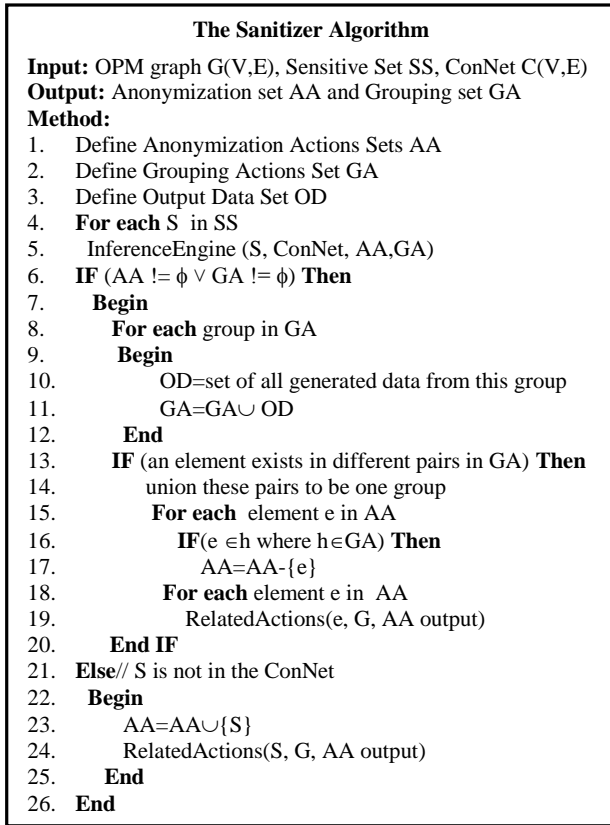 The Sanitizer Algorithm
Input: OPM graph G(V,E), Sensitive Set SS, ConNet C(V,E)
Output: Anonymization set AA and Grouping set GA
Method:
1. Define Anonymization Actions Sets AA
2. Define Grouping Actions Set GA
3. Define Output Data Set OD
4. For each S in SS
5. InferenceEngine (S, ConNet, AA,GA)
6. IF (AA != ϕ ∨ GA != ϕ) Then
7. Begin
8. For each group in GA
9. Begin
10. OD=set of all generated data from this group
11. GA=GA∪ OD
12. End
13. IF (an element exists in different pairs in GA) Then
14. union these pairs to be one group
15. For each element e in AA
16. IF(e ∈h where h∈GA) Then
17. AA=AA-{e}
18. For each element e in AA
19. RelatedActions(e, G, AA output)
20. End IF
21. Else// S is not in the ConNet
22. Begin
23. AA=AA∪{S}
24. RelatedActions(S, G, AA output)
25. End
26. End